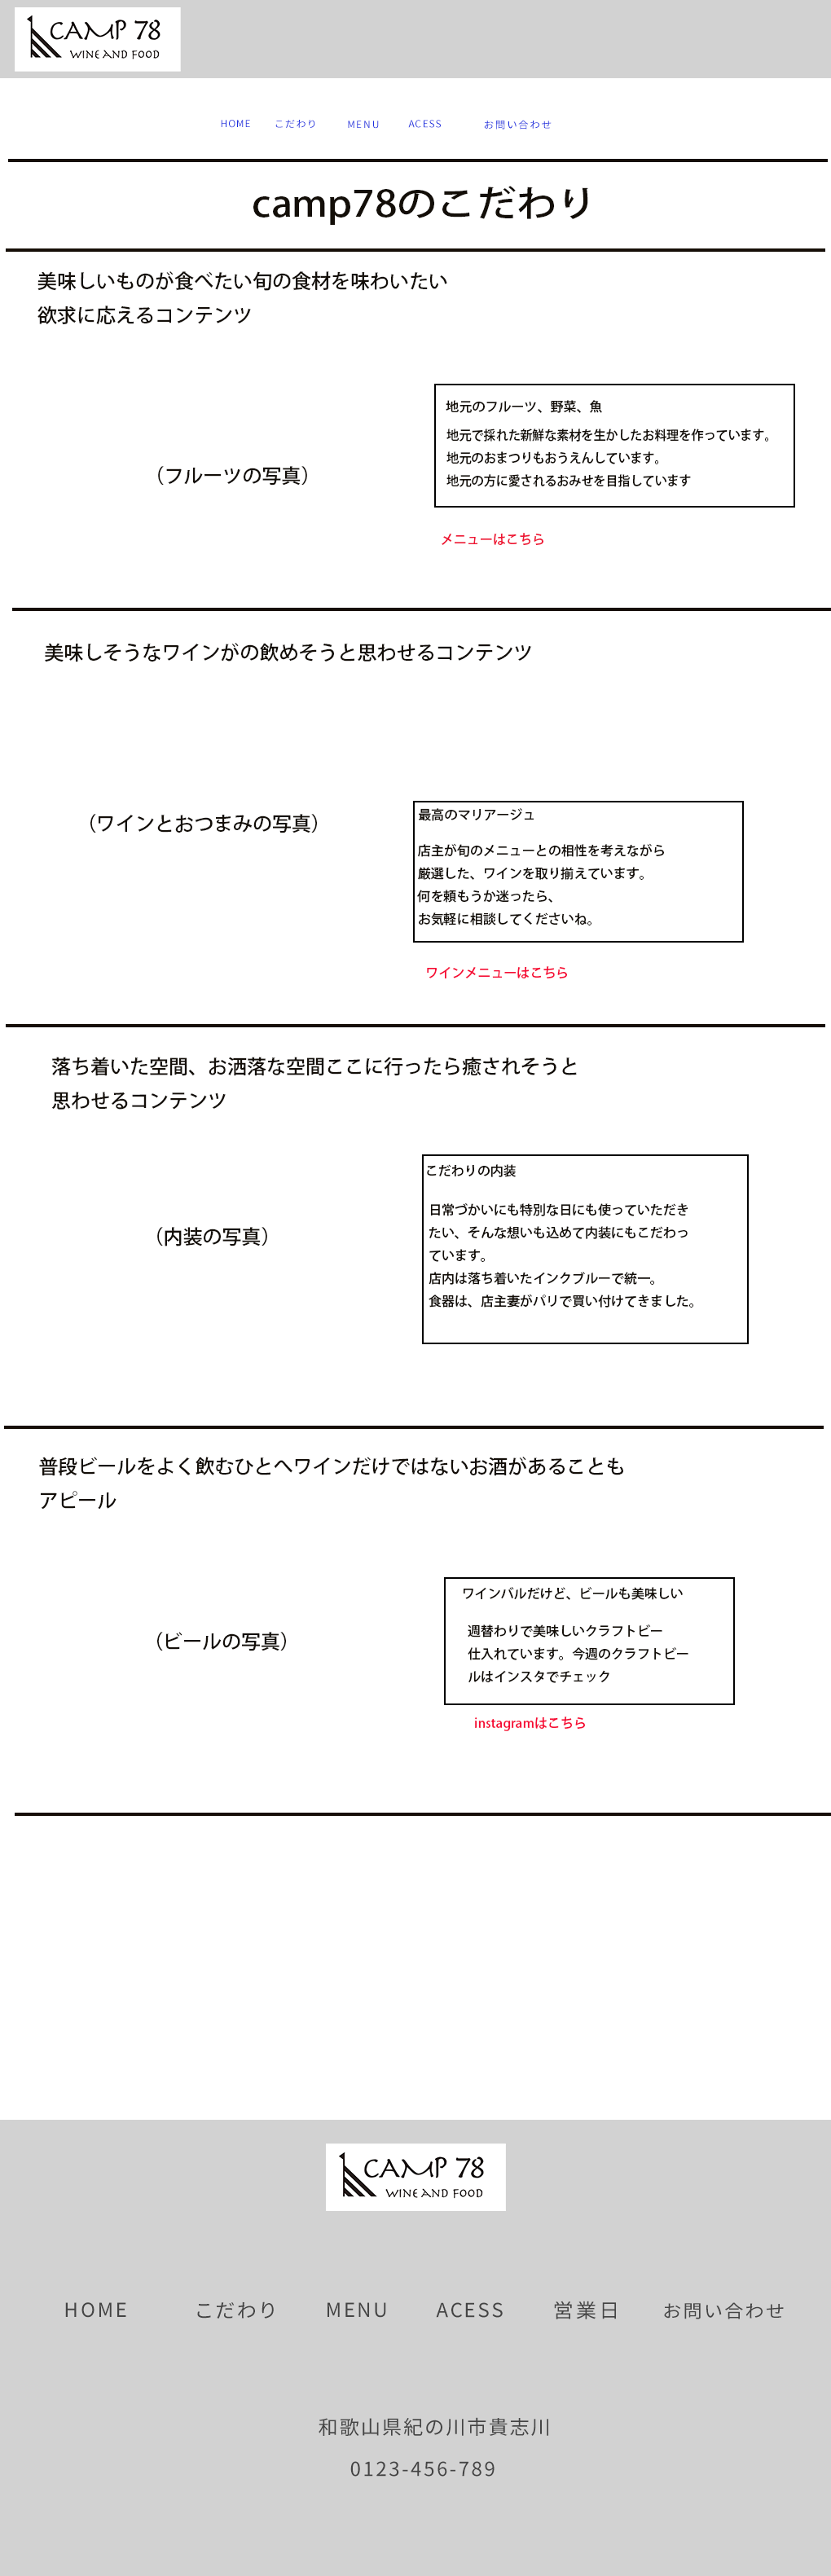 CAMP 78
WINE AND FOOD
HOME こだわり MENU ACESS お問い合わせ
camp78のこだわり
美味しいものが食べたい旬の食材を味わいたい
欲求に応えるコンテンツ
（フルーツの写真）
地元のフルーツ、野菜、魚
地元で採れた新鮮な素材を生かしたお料理を作っています。
地元のおまつりもおうえんしています。
地元の方に愛されるおみせを目指しています
メニューはこちら
美味しそうなワインがの飲めそうと思わせるコンテンツ
（ワインとおつまみの写真）
最高のマリアージュ
店主が旬のメニューとの相性を考えながら
厳選した、ワインを取り揃えています。
何を頼もうか迷ったら、
お気軽に相談してくださいね。
ワインメニューはこちら
落ち着いた空間、お洒落な空間ここに行ったら癒されそうと
思わせるコンテンツ
（内装の写真）
こだわりの内装
日常づかいにも特別な日にも使っていただき
たい、そんな想いも込めて内装にもこだわっ
ています。
店内は落ち着いたインクブルーで統一。
食器は、店主妻がパリで買い付けてきました。
普段ビールをよく飲むひとへワインだけではないお酒があることも
アピール
（ビールの写真）
ワインバルだけど、ビールも美味しい
週替わりで美味しいクラフトビー
仕入れています。今週のクラフトビー
ルはインスタでチェック
instagramはこちら
CAMP 78
WINE AND FOOD
HOME こだわり MENU ACESS 営業日 お問い合わせ
和歌山県紀の川市貴志川
0123-456-789